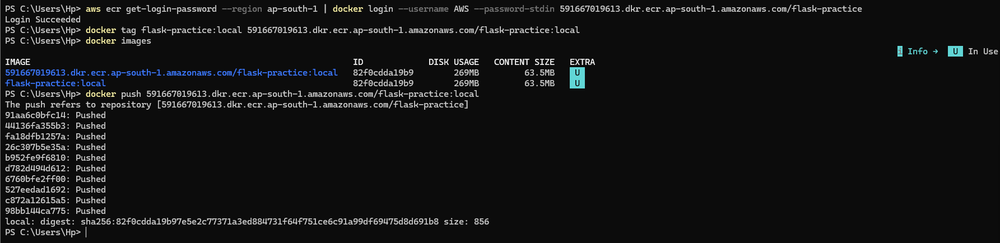 PS C:\Users\Hp> aws ecr get-login-password --region ap-south-1 | docker login --username AWS --password-stdin 591667019613.dkr.ecr.ap-south-1.amazonaws.com/flask-practice
Login Succeeded
PS C:\Users\Hp> docker tag flask-practice:local 591667019613.dkr.ecr.ap-south-1.amazonaws.com/flask-practice:local
PS C:\Users\Hp> docker images
i Info → U In Use
IMAGE ID DISK USAGE CONTENT SIZE EXTRA
591667019613.dkr.ecr.ap-south-1.amazonaws.com/flask-practice:local 82f0cdda19b9 269MB 63.5MB U
flask-practice:local 82f0cdda19b9 269MB 63.5MB U
PS C:\Users\Hp> docker push 591667019613.dkr.ecr.ap-south-1.amazonaws.com/flask-practice:local
The push refers to repository [591667019613.dkr.ecr.ap-south-1.amazonaws.com/flask-practice]
91aa6c0bfc14: Pushed
44136fa355b3: Pushed
fa18dfb1257a: Pushed
26c307b5e35a: Pushed
b952fe9f6810: Pushed
d782d494d612: Pushed
6760bfe2ff00: Pushed
527eedad1692: Pushed
c872a12615a5: Pushed
98bb144ca775: Pushed
local: digest: sha256:82f0cdda19b97e5e2c77371a3ed884731f64f751ce6c91a99df69475d8d691b8 size: 856
PS C:\Users\Hp>